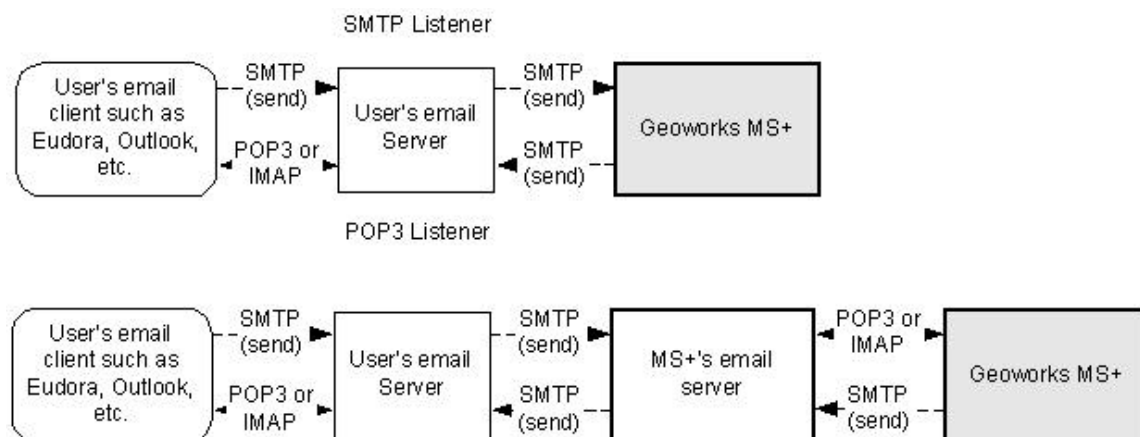 SMTP Listener
User's email
client such as
Eudora, Outlook,
etc.
SMTP
(send)
POP3 or
IMAP
User's email
Server
SMTP
(send)
SMTP
(send)
Geoworks MS+
POP3 Listener
User's email
client such as
Eudora, Outlook,
etc.
SMTP
(send)
POP3 or
IMAP
User's email
Server
SMTP
(send)
SMTP
(send)
MS+'s email
server
POP3 or
IMAP
SMTP
(send)
Geoworks MS+